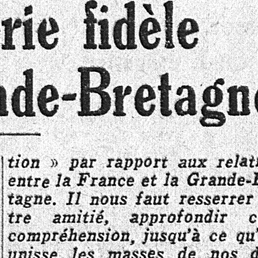 rie fidèle
nde-Bretagne
tion » par rapport aux relat
entre la France et la Grande-B
tagne. Il nous faut resserrer
tre amitié, approfondir c
compréhension, jusqu'à ce qu'
unisse les masses de nos d